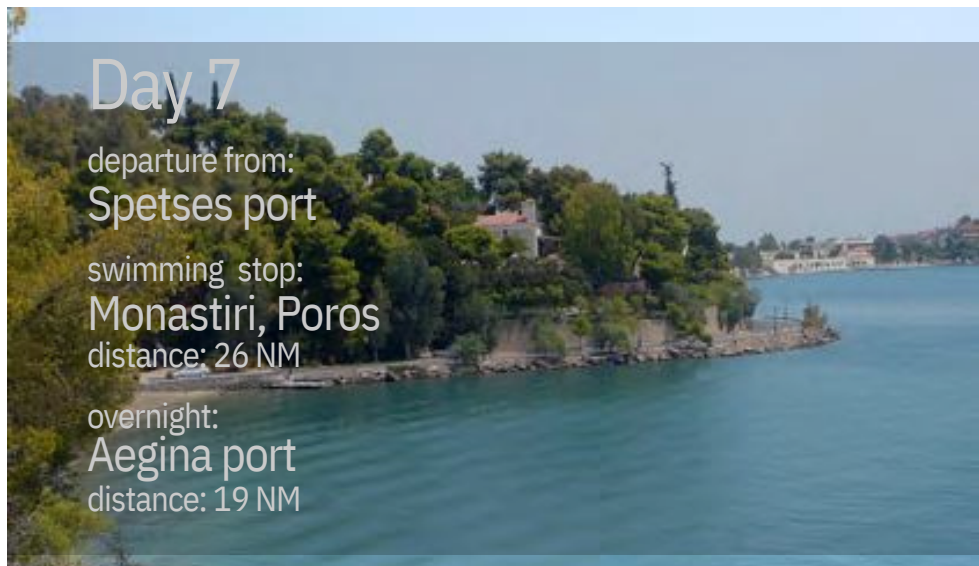 Day 7
departure from:
Spetses port
swimming stop:
Monastiri, Poros
distance: 26 NM
overnight:
Aegina port
distance: 19 NM